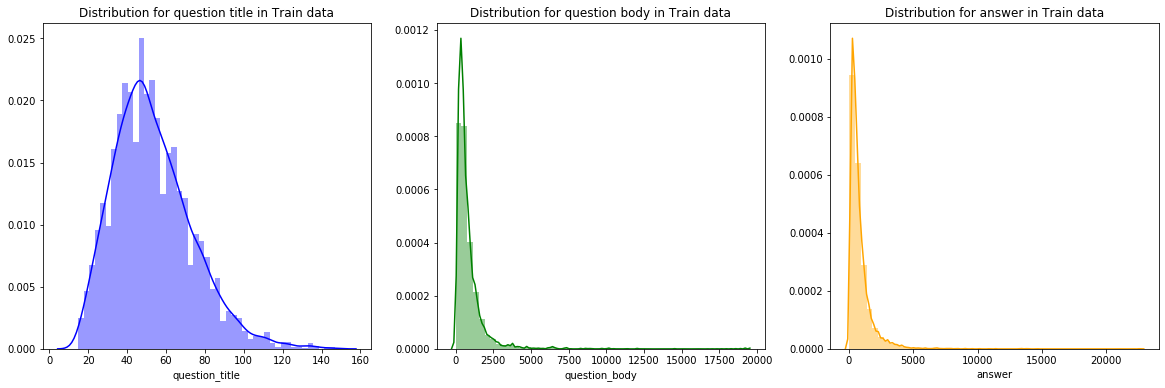 Distribution for question title in Train data
0.025
0.020
0.015
0.010
0.005
0.000
0 20 40 60 80 100 120 140 160
question_title
Distribution for question body in Train data
0.0012
0.0010
0.0008
0.0006
0.0004
0.0002
0.0000
0 2500 5000 7500 10000 12500 15000 17500 20000
question_body
Distribution for answer in Train data
0.0010
0.0008
0.0006
0.0004
0.0002
0.0000
0 5000 10000 15000 20000
answer